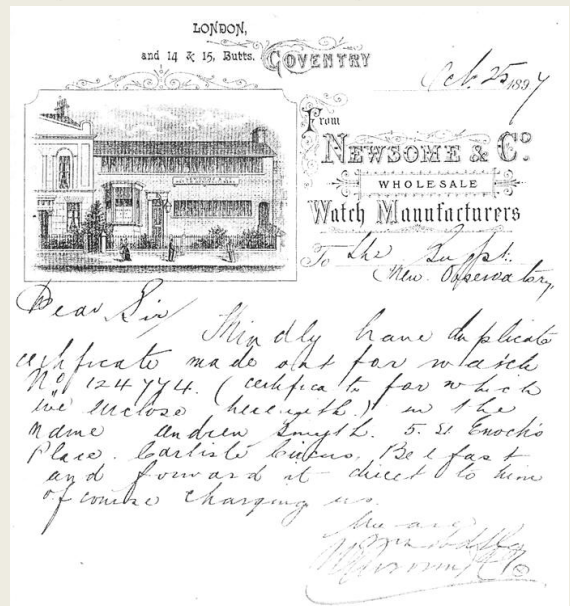 LONDON,
and 14 & 15, Butts. COVENTRY
Oct. 25 1897
From
NEWSOME & Co.
WHOLESALE
Watch Manufacturers
To the Supt.
Kew Observatory,
Dear Sir/
Kindly have duplicate
certificate made out for watch
No 124774. (certificate for which
we enclose herewith.) in the
name Andrew Smyth. 5. St Enoch's
Place. Carlisle Circus. Belfast
and forward it direct to him
of course charging us.
We are
Newsome & Co